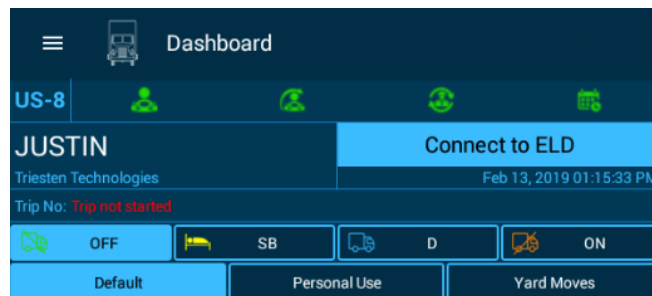 Dashboard
US-8
JUSTIN
Connect to ELD
Triesten Technologies
Feb 13, 2019 01:15:33 PM
Trip No: Trip not started
OFF SB D ON
Default Personal Use Yard Moves